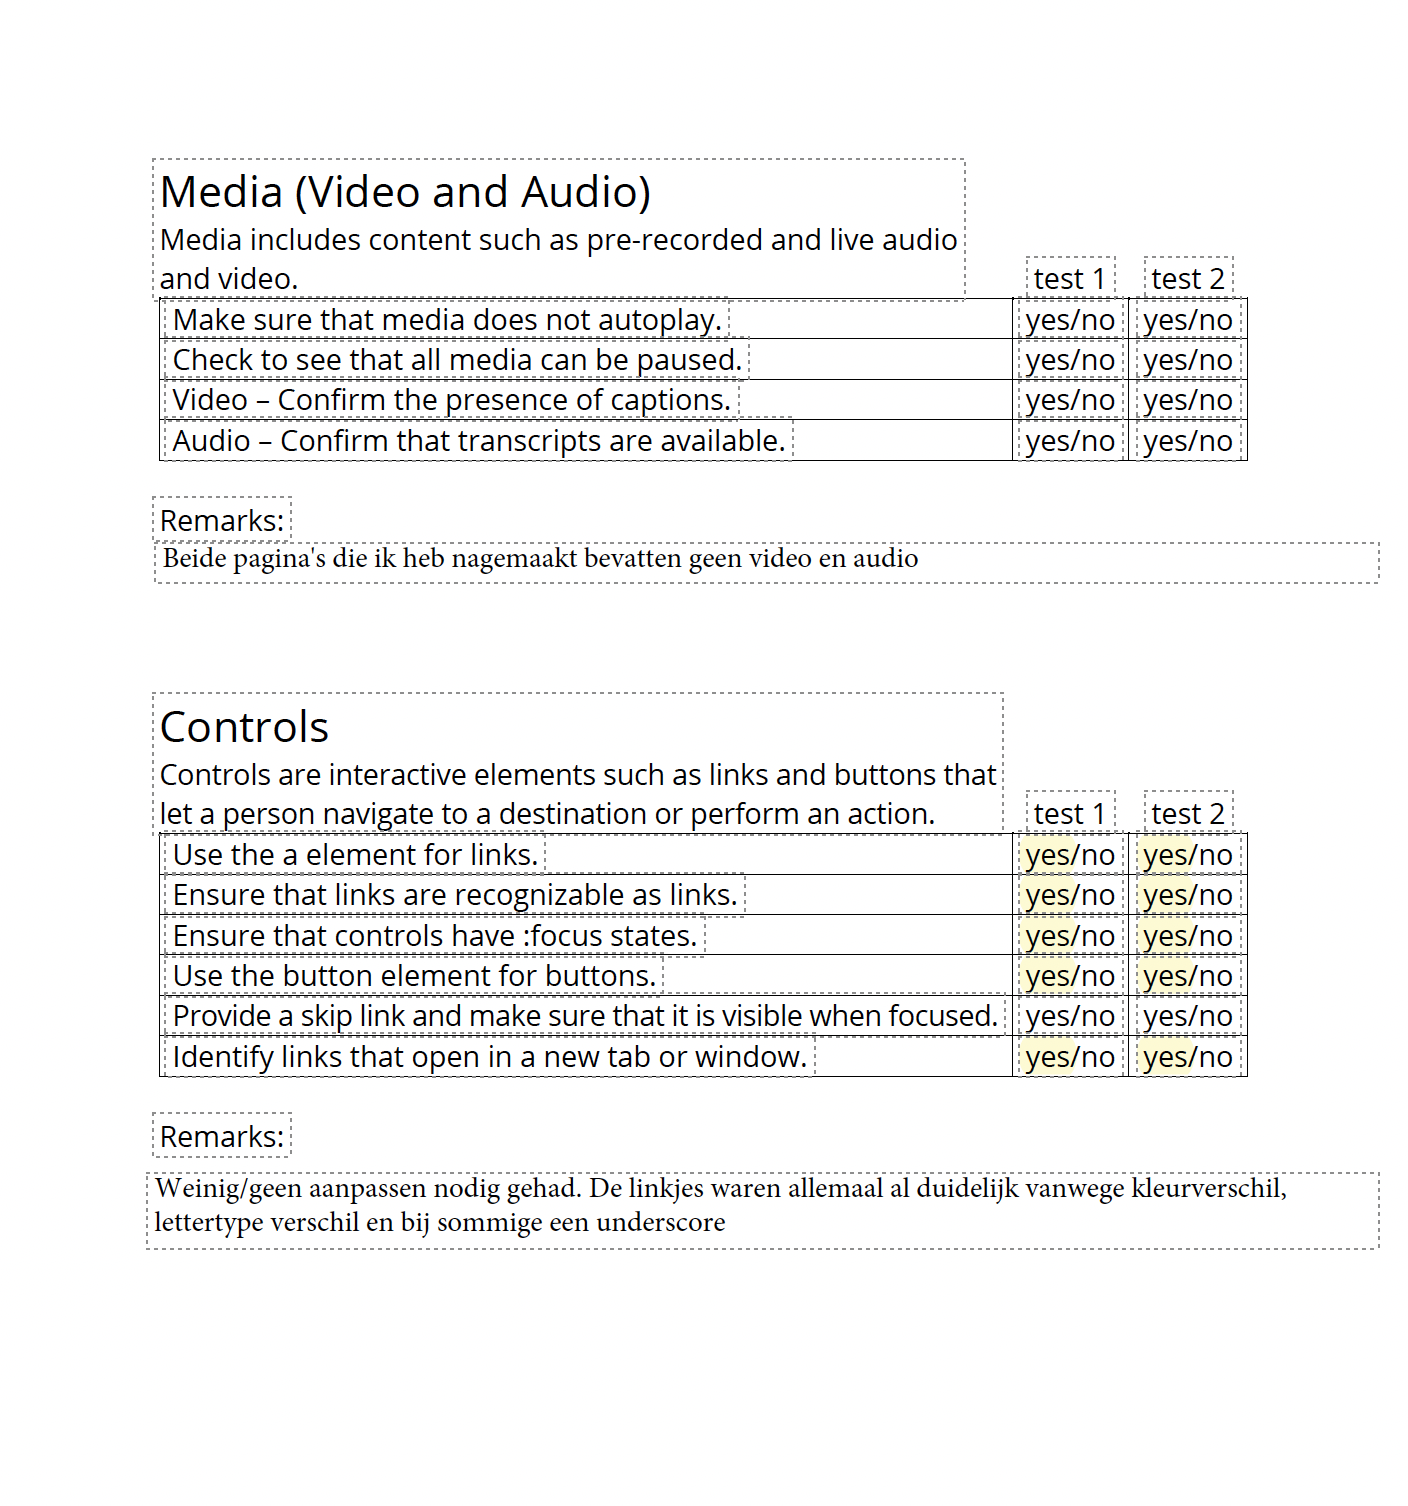 Media (Video and Audio)
Media includes content such as pre-recorded and live audio
and video. test 1 test 2
Make sure that media does not autoplay. yes/no yes/no
Check to see that all media can be paused. yes/no yes/no
Video – Confirm the presence of captions. yes/no yes/no
Audio – Confirm that transcripts are available. yes/no yes/no
Remarks:
Beide pagina's die ik heb nagemaakt bevatten geen video en audio
Controls
Controls are interactive elements such as links and buttons that
let a person navigate to a destination or perform an action. test 1 test 2
Use the a element for links. yes/no yes/no
Ensure that links are recognizable as links. yes/no yes/no
Ensure that controls have :focus states. yes/no yes/no
Use the button element for buttons. yes/no yes/no
Provide a skip link and make sure that it is visible when focused. yes/no yes/no
Identify links that open in a new tab or window. yes/no yes/no
Remarks:
Weinig/geen aanpassen nodig gehad. De linkjes waren allemaal al duidelijk vanwege kleurverschil,
lettertype verschil en bij sommige een underscore